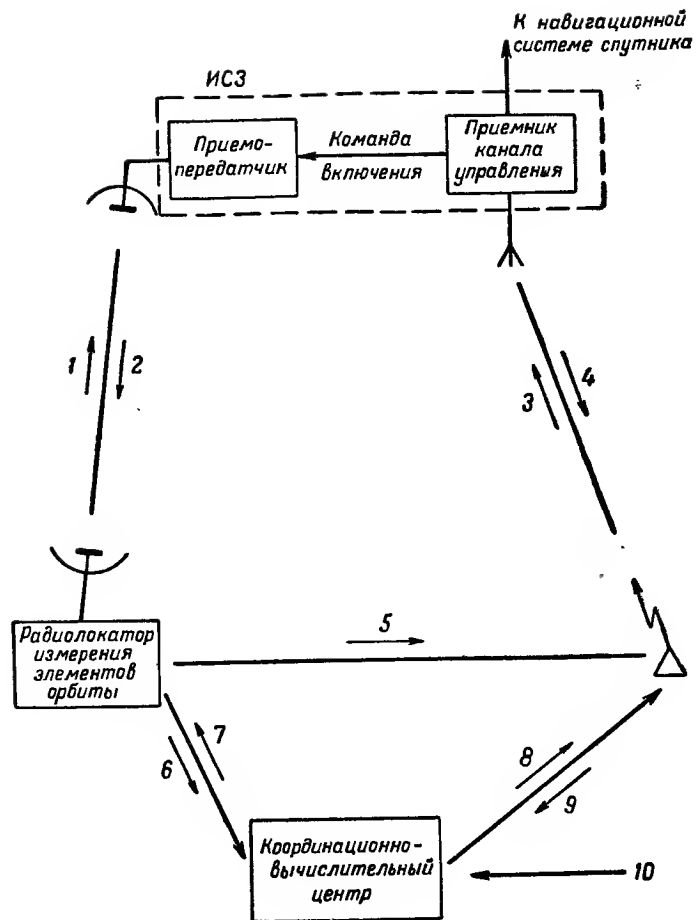 К навигационной
системе спутника
ИСЗ
Приемо-
передатчик
Команда
включения
Приемник
канала
управления
1
2
3
4
Радиолокатор
измерения
элементов
орбиты
5
6
7
8
9
Координационно-
вычислительный
центр
10